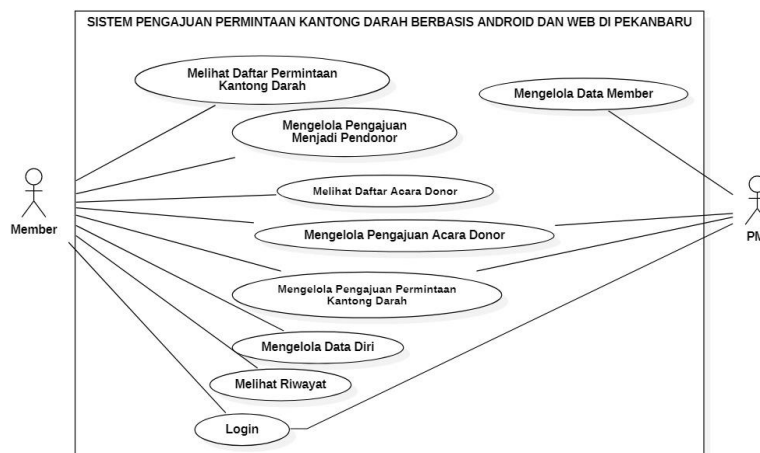 SISTEM PENGAJUAN PERMINTAAN KANTONG DARAH BERBASIS ANDROID DAN WEB DI PEKANBARU
Melihat Daftar Permintaan
Kantong Darah
Mengelola Data Member
Mengelola Pengajuan
Menjadi Pendonor
Melihat Daftar Acara Donor
Member
Mengelola Pengajuan Acara Donor
Mengelola Pengajuan Permintaan
Kantong Darah
Mengelola Data Diri
Melihat Riwayat
Login